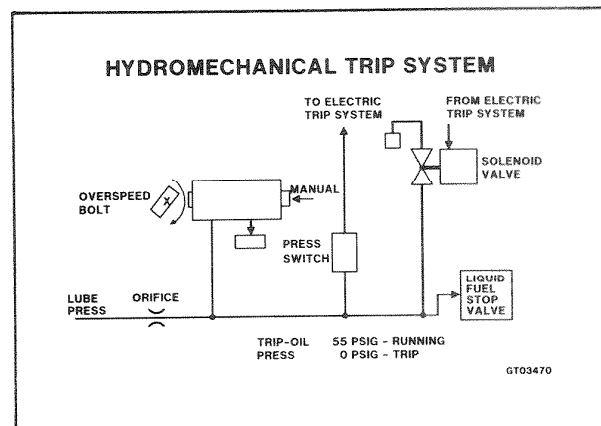 HYDROMECHANICAL TRIP SYSTEM
TO ELECTRIC
TRIP SYSTEM
FROM ELECTRIC
TRIP SYSTEM
SOLENOID
VALVE
OVERSPEED
BOLT
X
MANUAL
PRESS
SWITCH
LIQUID
FUEL
STOP
VALVE
LUBE
PRESS
ORIFICE
TRIP-OIL 55 PSIG - RUNNING
PRESS 0 PSIG - TRIP
GT03470